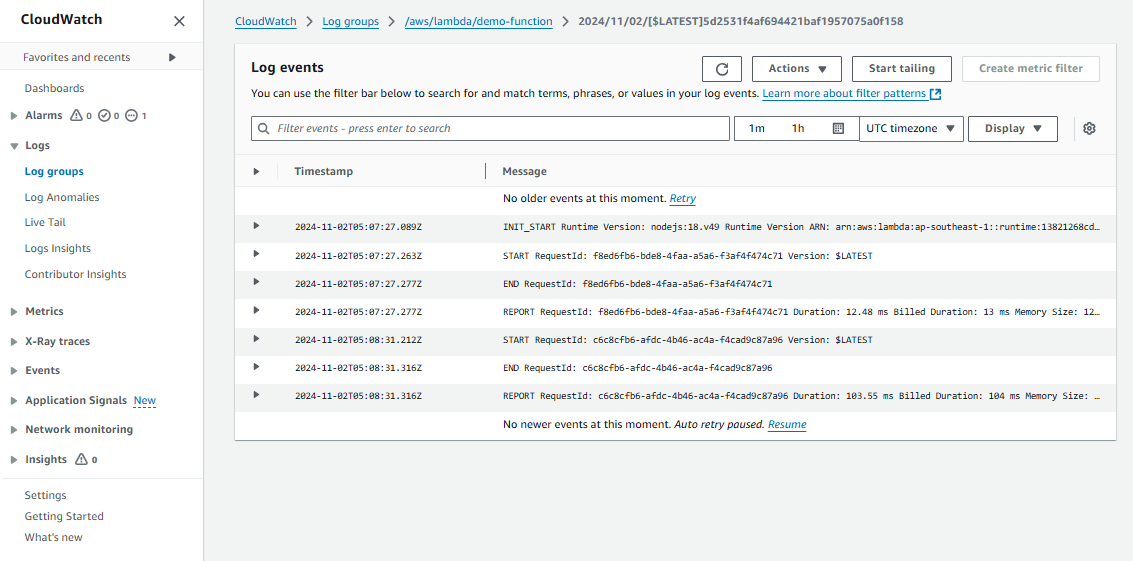 CloudWatch
Favorites and recents
Dashboards
Alarms 0 0 1
Logs
Log groups
Log Anomalies
Live Tail
Logs Insights
Contributor Insights
Metrics
X-Ray traces
Events
Application Signals New
Network monitoring
Insights 0
Settings
Getting Started
What's new
CloudWatch > Log groups > /aws/lambda/demo-function > 2024/11/02/[$LATEST]5d2531f4af694421baf1957075a0f158
Log events
Actions
Start tailing
Create metric filter
You can use the filter bar below to search for and match terms, phrases, or values in your log events. Learn more about filter patterns
Filter events - press enter to search
1m 1h UTC timezone Display
Timestamp Message
No older events at this moment. Retry
2024-11-02T05:07:27.089Z INIT_START Runtime Version: nodejs:18.v49 Runtime Version ARN: arn:aws:lambda:ap-southeast-1::runtime:13821268cd…
2024-11-02T05:07:27.263Z START RequestId: f8ed6fb6-bde8-4faa-a5a6-f3af4f474c71 Version: $LATEST
2024-11-02T05:07:27.277Z END RequestId: f8ed6fb6-bde8-4faa-a5a6-f3af4f474c71
2024-11-02T05:07:27.277Z REPORT RequestId: f8ed6fb6-bde8-4faa-a5a6-f3af4f474c71 Duration: 12.48 ms Billed Duration: 13 ms Memory Size: 12…
2024-11-02T05:08:31.212Z START RequestId: c6c8cfb6-afdc-4b46-ac4a-f4cad9c87a96 Version: $LATEST
2024-11-02T05:08:31.316Z END RequestId: c6c8cfb6-afdc-4b46-ac4a-f4cad9c87a96
2024-11-02T05:08:31.316Z REPORT RequestId: c6c8cfb6-afdc-4b46-ac4a-f4cad9c87a96 Duration: 103.55 ms Billed Duration: 104 ms Memory Size: …
No newer events at this moment. Auto retry paused. Resume